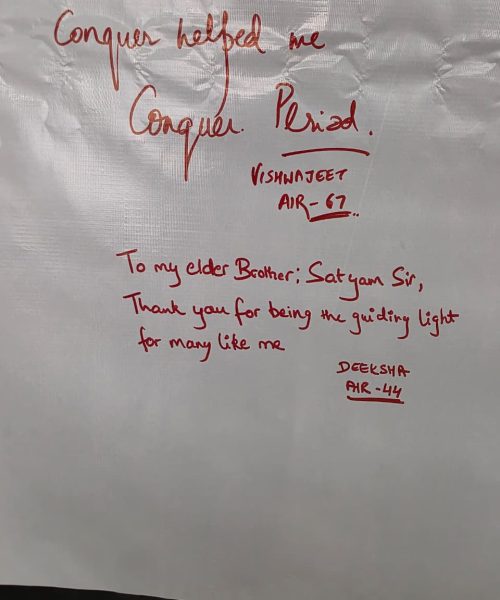 Conquer helped me
Conquer. Period.
VISHWAJEET
AIR-67
To my elder Brother; Satyam Sir,
Thank you for being the guiding light
for many like me
DEEKSHA
AIR-44